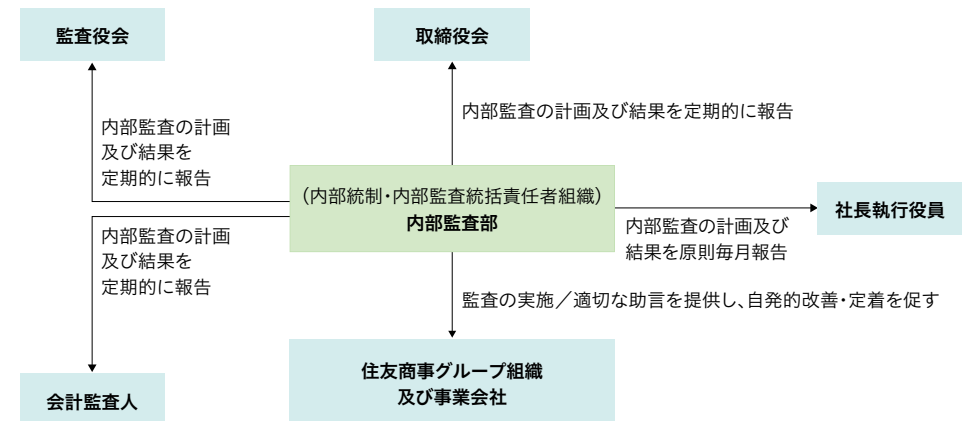 監査役会
取締役会
内部監査の計画及び結果を定期的に報告
内部監査の計画
及び結果を
定期的に報告
（内部統制・内部監査統括責任者組織）
内部監査部
社長執行役員
内部監査の計画及び
結果を原則毎月報告
内部監査の計画
及び結果を
定期的に報告
監査の実施／適切な助言を提供し、自発的改善・定着を促す
住友商事グループ組織
及び事業会社
会計監査人